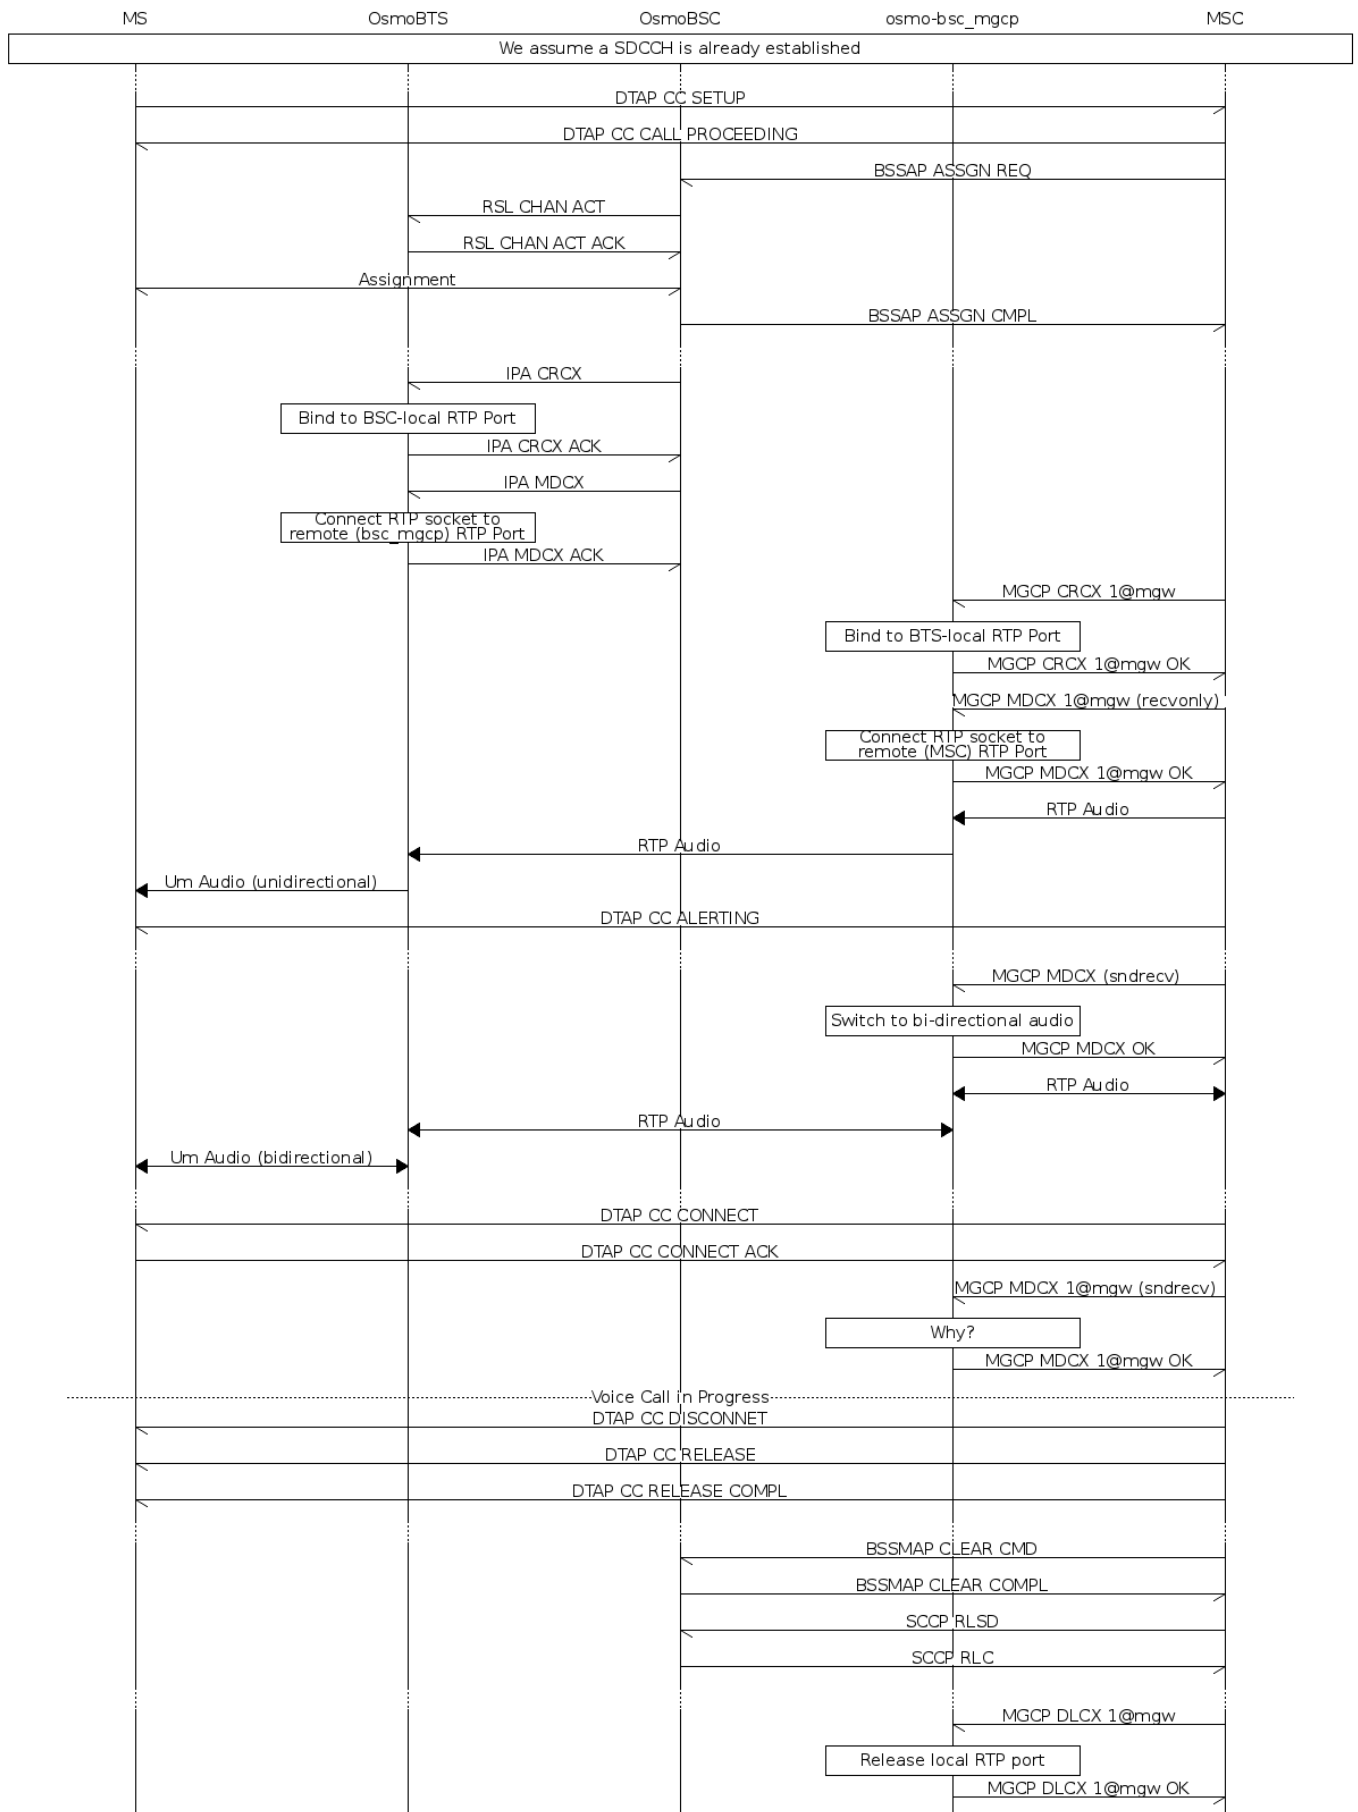 MS OsmoBTS OsmoBSC osmo-bsc_mgcp MSC
We assume a SDCCH is already established
DTAP CC SETUP
DTAP CC CALL PROCEEDING
BSSAP ASSGN REQ
RSL CHAN ACT
RSL CHAN ACT ACK
Assignment
BSSAP ASSGN CMPL
IPA CRCX
Bind to BSC-local RTP Port
IPA CRCX ACK
IPA MDCX
Connect RTP socket to
remote (bsc_mgcp) RTP Port
IPA MDCX ACK
MGCP CRCX 1@mgw
Bind to BTS-local RTP Port
MGCP CRCX 1@mgw OK
MGCP MDCX 1@mgw (recvonly)
Connect RTP socket to
remote (MSC) RTP Port
MGCP MDCX 1@mgw OK
RTP Audio
RTP Audio
Um Audio (unidirectional)
DTAP CC ALERTING
MGCP MDCX (sndrecv)
Switch to bi-directional audio
MGCP MDCX OK
RTP Audio
RTP Audio
Um Audio (bidirectional)
DTAP CC CONNECT
DTAP CC CONNECT ACK
MGCP MDCX 1@mgw (sndrecv)
Why?
MGCP MDCX 1@mgw OK
Voice Call in Progress
DTAP CC DISCONNET
DTAP CC RELEASE
DTAP CC RELEASE COMPL
BSSMAP CLEAR CMD
BSSMAP CLEAR COMPL
SCCP RLSD
SCCP RLC
MGCP DLCX 1@mgw
Release local RTP port
MGCP DLCX 1@mgw OK